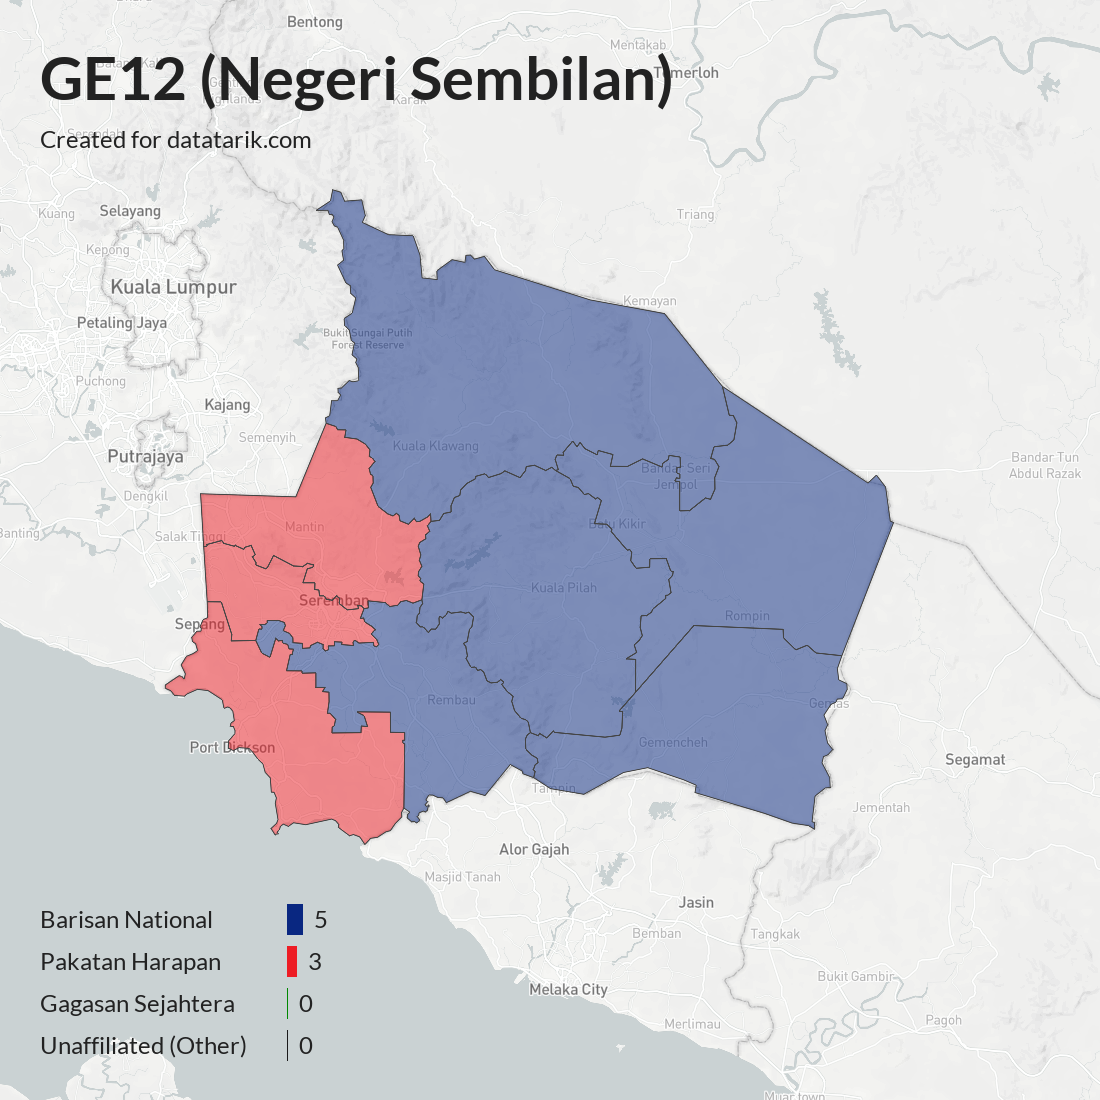 Bentong
Mentakab
GE12 (Negeri Sembilan)
Temerloh
Karak
Created for datatarik.com
Serendah
Kuang
Selayang
Triang
Kepong
Kuala Lumpur
Kemayan
Petaling Jaya
Bukit Sungai Putih
Forest Reserve
Puchong
Kajang
Semenyih
Kuala Klawang
Putrajaya
Bandar Tun
Abdul Razak
Bandar Seri
Jempol
Dengkil
Mantin
Batu Kikir
Banting
Salak Tinggi
Kuala Pilah
Seremban
Rompin
Sepang
Rembau
Gemas
Port Dickson
Gemencheh
Segamat
Tampin
Jementah
Alor Gajah
Masjid Tanah
Jasin
Barisan National 5
Bemban
Tangkak
Pakatan Harapan 3
Bukit Gambir
Melaka City
Gagasan Sejahtera 0
Merlimau
Pagoh
Unaffiliated (Other) 0
Muar town